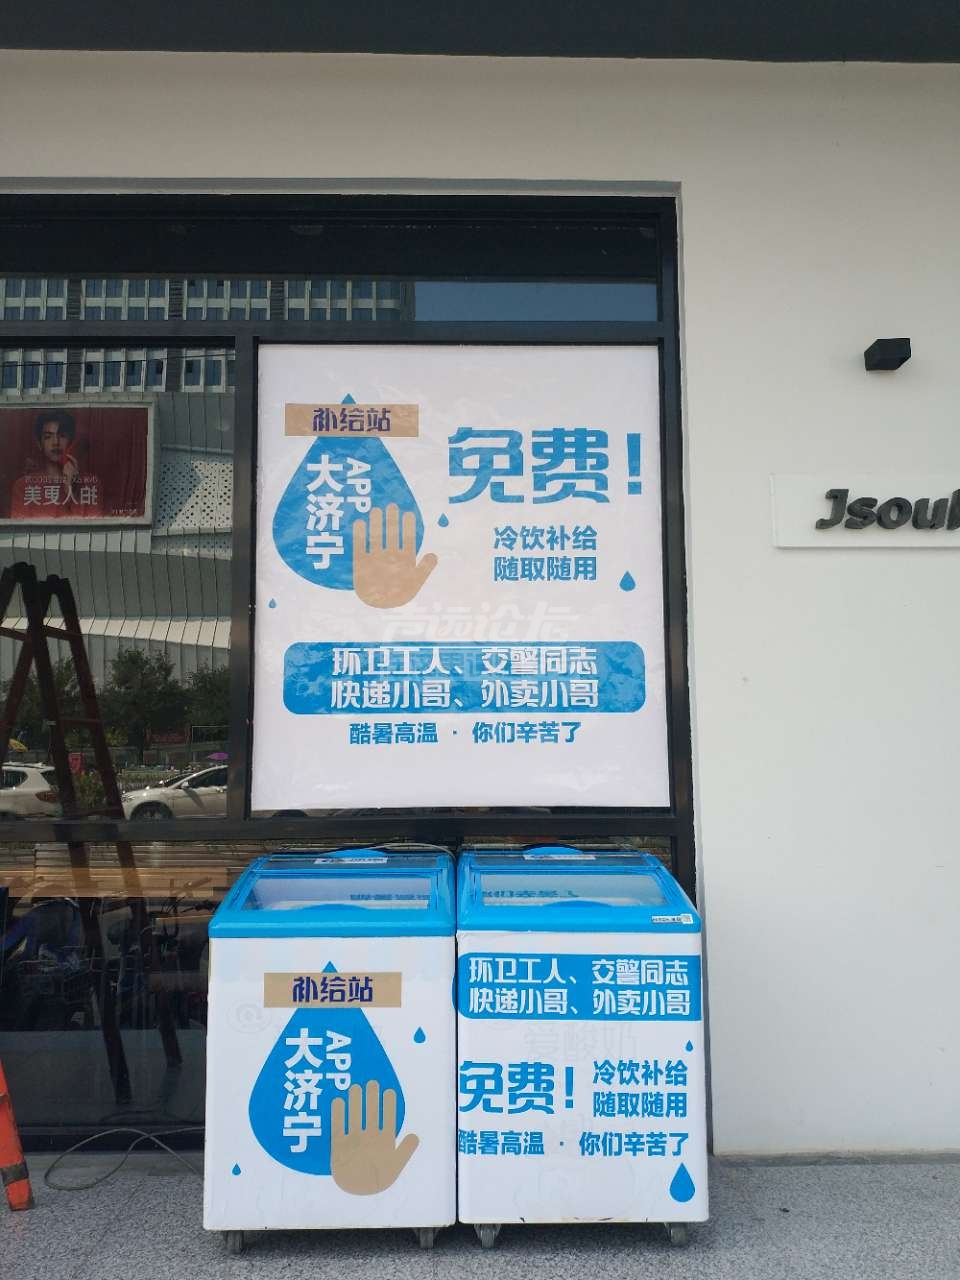 补给站
大济宁
APP
免费！
冷饮补给
随取随用
环卫工人、交警同志
快递小哥、外卖小哥
酷暑高温 · 你们辛苦了
Jsoul
美更人拍
补给站
大济宁
APP
环卫工人、交警同志
快递小哥、外卖小哥
免费！
冷饮补给
随取随用
酷暑高温 · 你们辛苦了
爱酸奶